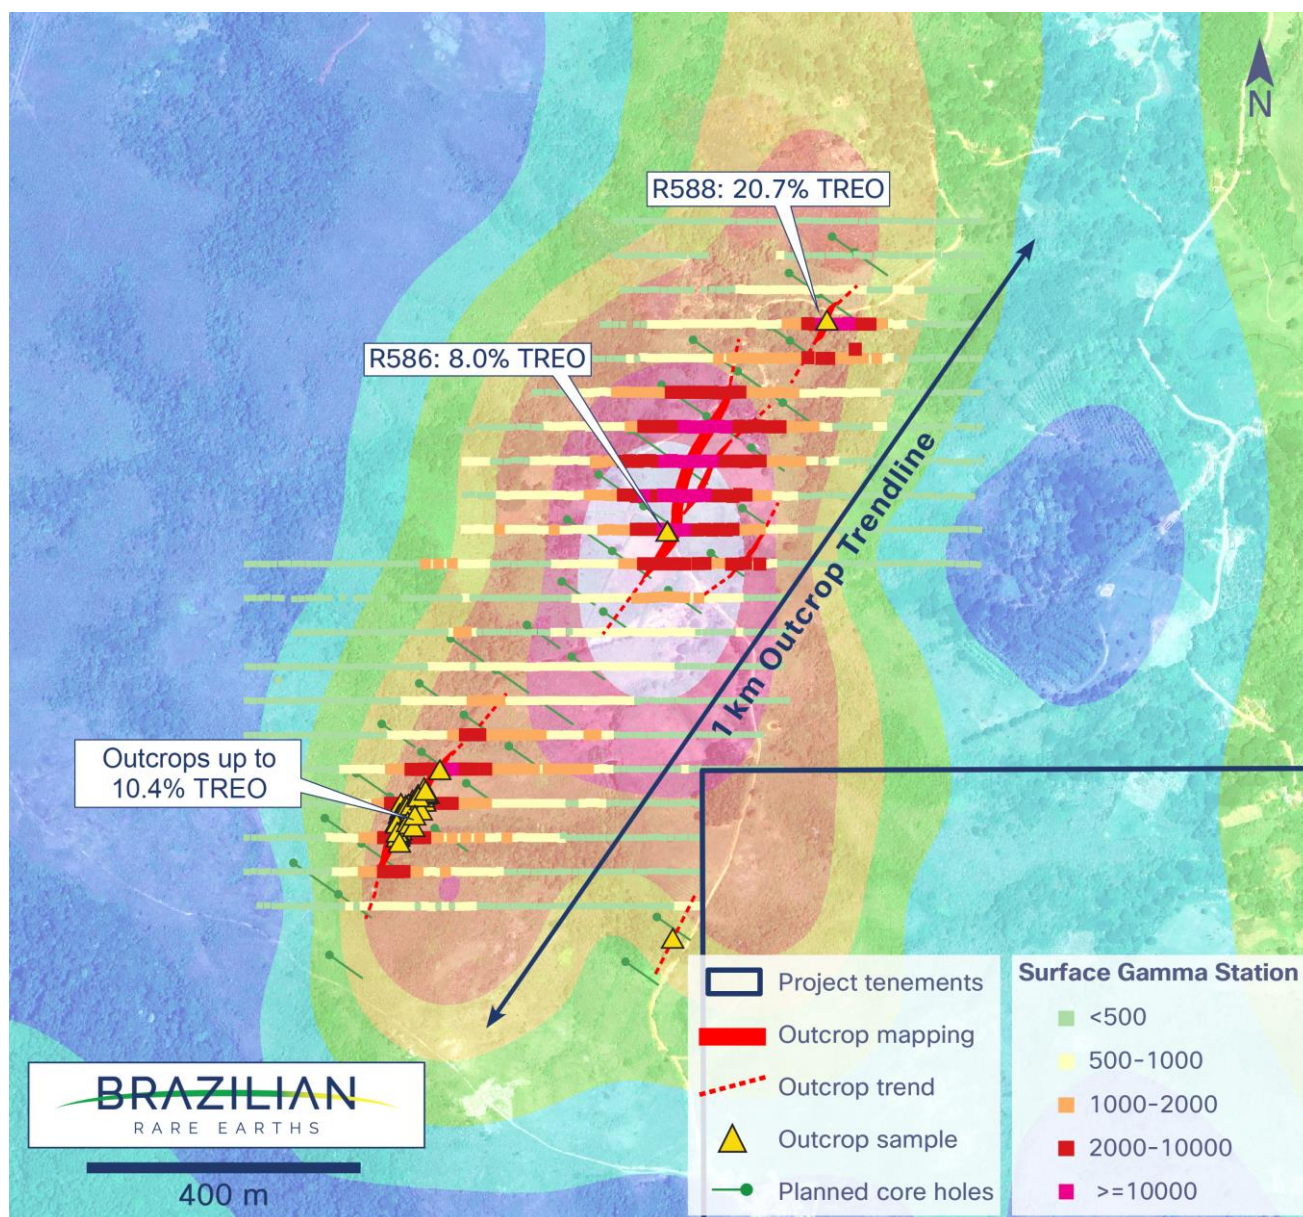 N
R588: 20.7% TREO
R586: 8.0% TREO
1 km Outcrop Trendline
Outcrops up to
10.4% TREO
Project tenements
Outcrop mapping
Outcrop trend
Outcrop sample
Planned core holes
Surface Gamma Station
<500
500-1000
1000-2000
2000-10000
>=10000
BRAZILIAN
RARE EARTHS
400 m